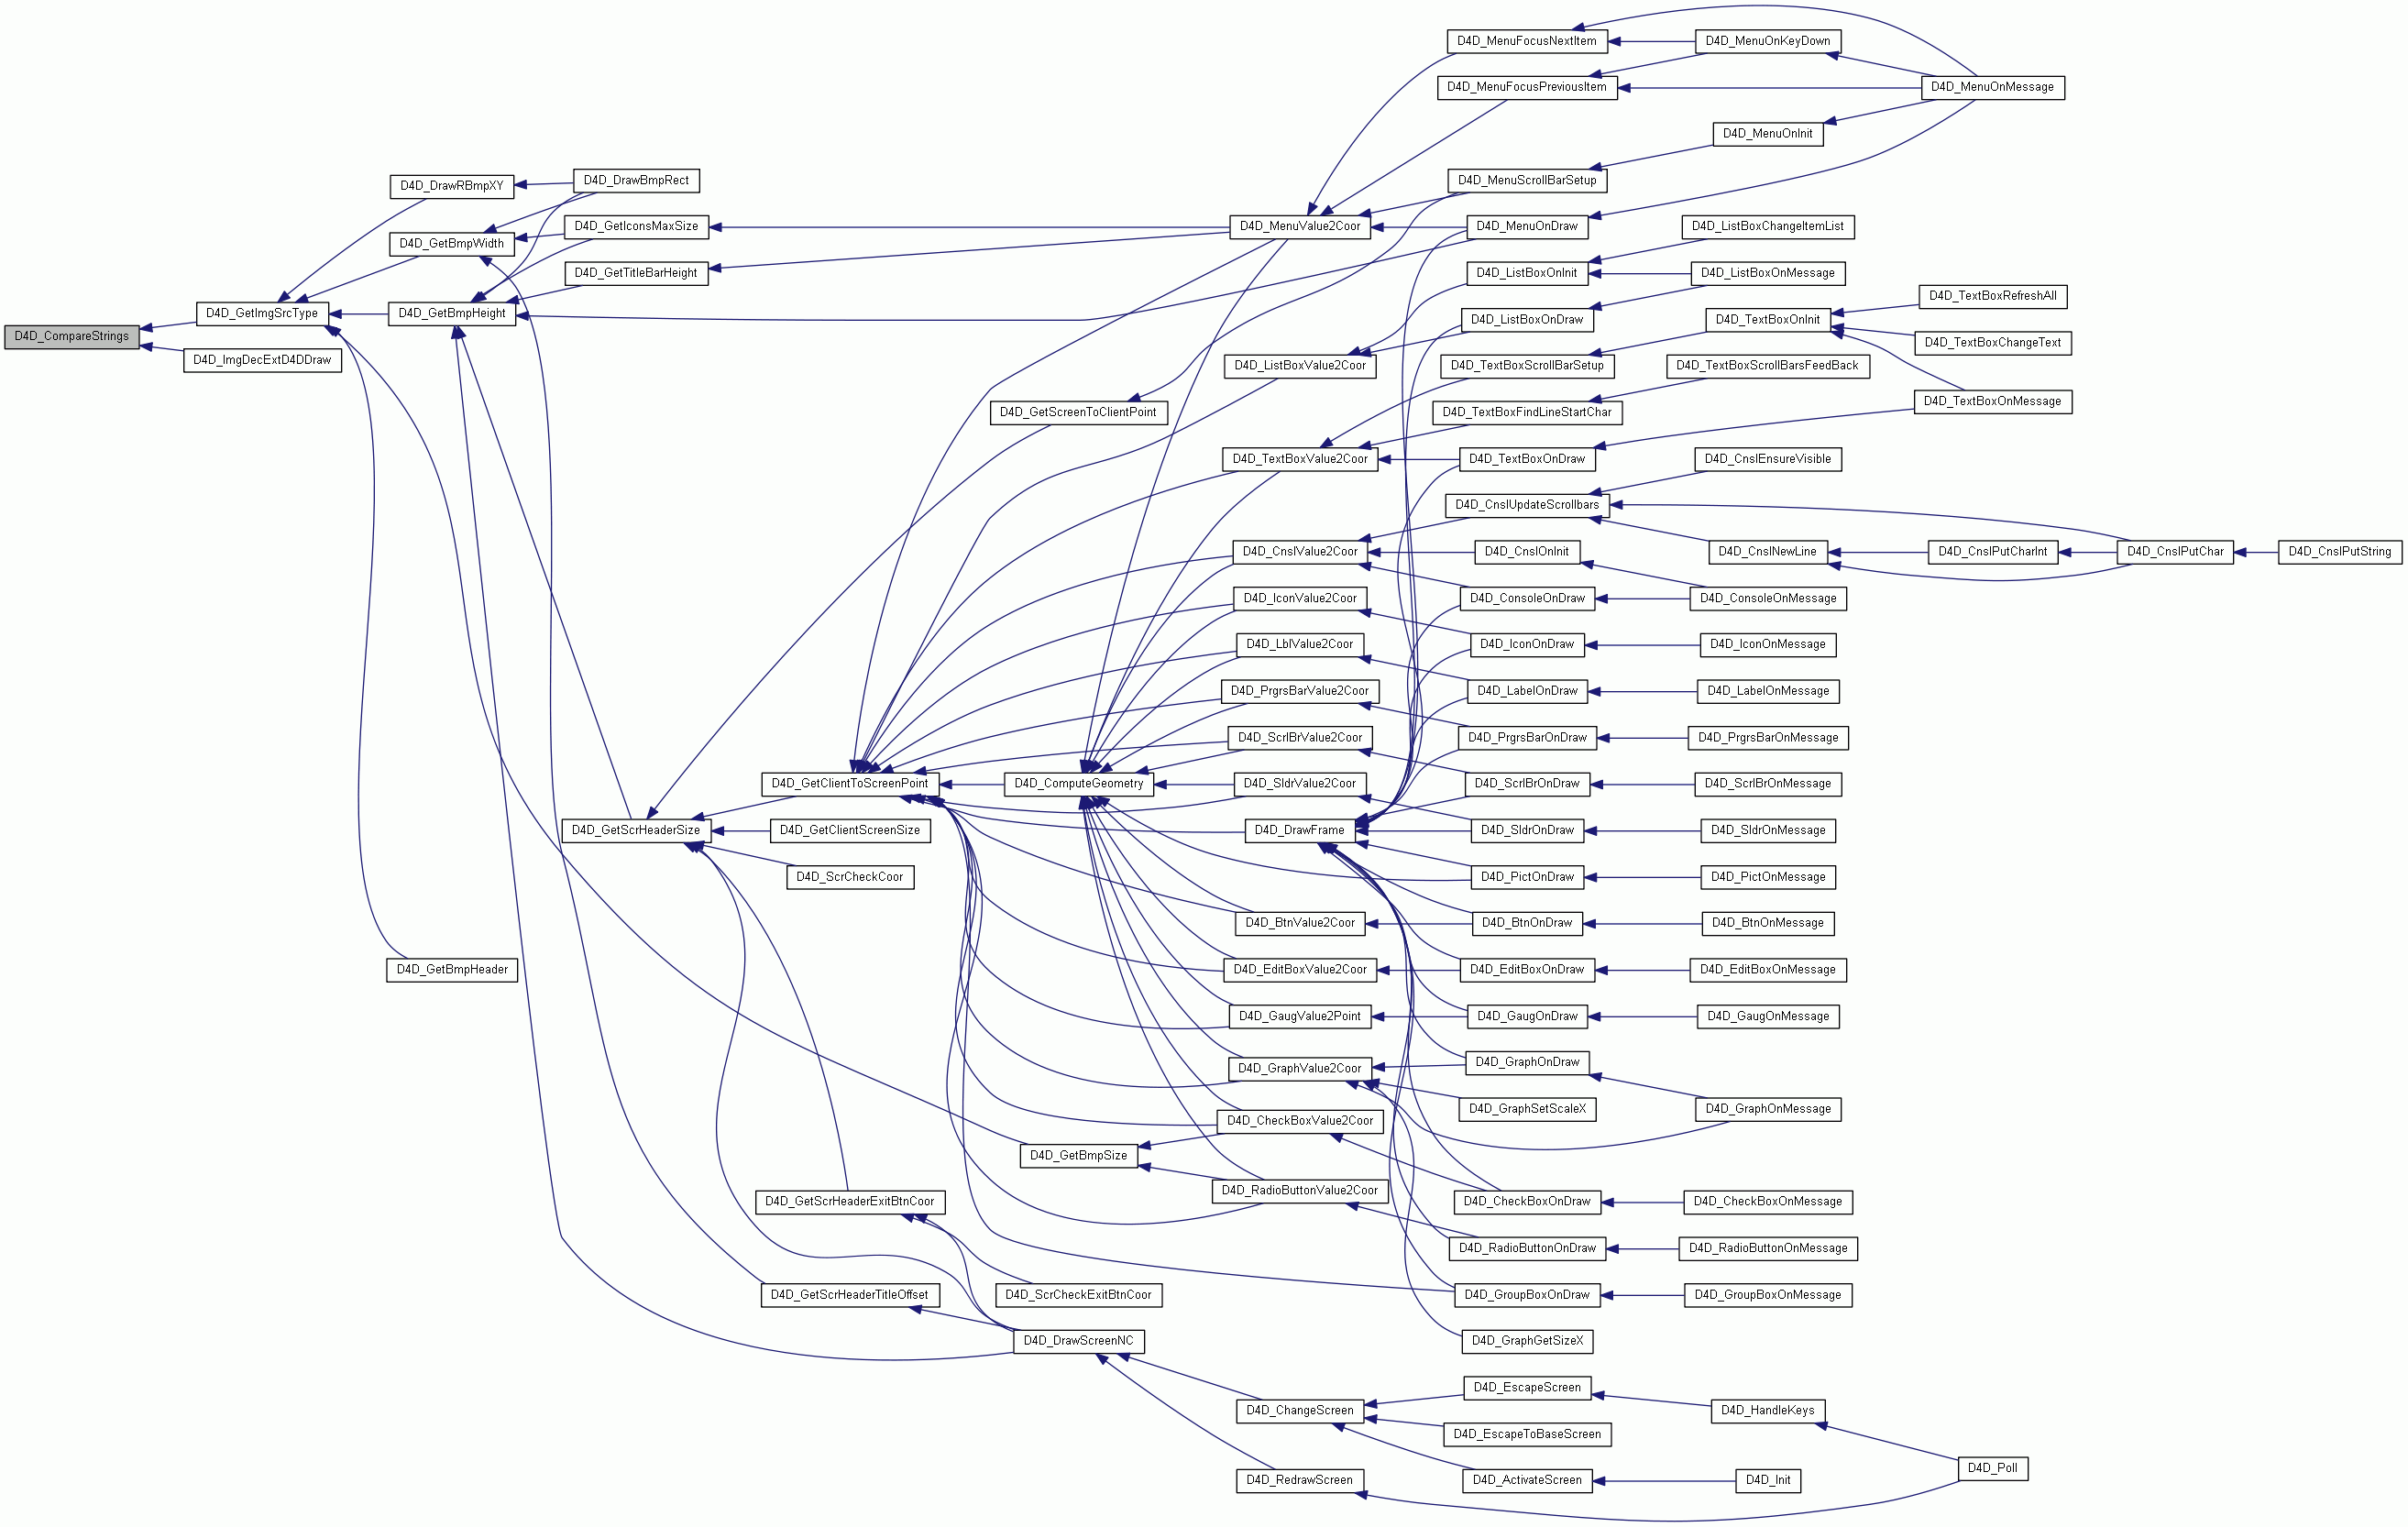 D4D_CompareStrings
D4D_GetImgSrcType
D4D_ImgDecExtD4DDraw
D4D_DrawRBmpXY
D4D_GetBmpWidth
D4D_GetBmpHeight
D4D_GetBmpHeader
D4D_DrawBmpRect
D4D_GetIconsMaxSize
D4D_GetTitleBarHeight
D4D_GetScrHeaderSize
D4D_GetClientToScreenPoint
D4D_GetClientScreenSize
D4D_ScrCheckCoor
D4D_GetScrHeaderExitBtnCoor
D4D_GetScrHeaderTitleOffset
D4D_GetScreenToClientPoint
D4D_ComputeGeometry
D4D_GetBmpSize
D4D_ScrCheckExitBtnCoor
D4D_DrawScreenNC
D4D_MenuValue2Coor
D4D_ListBoxValue2Coor
D4D_TextBoxValue2Coor
D4D_CnslValue2Coor
D4D_IconValue2Coor
D4D_LblValue2Coor
D4D_PrgrsBarValue2Coor
D4D_ScrlBrValue2Coor
D4D_SldrValue2Coor
D4D_DrawFrame
D4D_BtnValue2Coor
D4D_EditBoxValue2Coor
D4D_GaugValue2Point
D4D_GraphValue2Coor
D4D_CheckBoxValue2Coor
D4D_RadioButtonValue2Coor
D4D_ChangeScreen
D4D_RedrawScreen
D4D_MenuFocusNextItem
D4D_MenuFocusPreviousItem
D4D_MenuScrollBarSetup
D4D_MenuOnDraw
D4D_ListBoxOnInit
D4D_ListBoxOnDraw
D4D_TextBoxScrollBarSetup
D4D_TextBoxFindLineStartChar
D4D_TextBoxOnDraw
D4D_CnslUpdateScrollbars
D4D_CnslOnInit
D4D_ConsoleOnDraw
D4D_IconOnDraw
D4D_LabelOnDraw
D4D_PrgrsBarOnDraw
D4D_ScrlBrOnDraw
D4D_SldrOnDraw
D4D_PictOnDraw
D4D_BtnOnDraw
D4D_EditBoxOnDraw
D4D_GaugOnDraw
D4D_GraphOnDraw
D4D_GraphSetScaleX
D4D_CheckBoxOnDraw
D4D_RadioButtonOnDraw
D4D_GroupBoxOnDraw
D4D_GraphGetSizeX
D4D_EscapeScreen
D4D_EscapeToBaseScreen
D4D_ActivateScreen
D4D_MenuOnKeyDown
D4D_MenuOnInit
D4D_ListBoxChangeItemList
D4D_ListBoxOnMessage
D4D_TextBoxOnInit
D4D_TextBoxScrollBarsFeedBack
D4D_CnslEnsureVisible
D4D_CnslNewLine
D4D_ConsoleOnMessage
D4D_IconOnMessage
D4D_LabelOnMessage
D4D_PrgrsBarOnMessage
D4D_ScrlBrOnMessage
D4D_SldrOnMessage
D4D_PictOnMessage
D4D_BtnOnMessage
D4D_EditBoxOnMessage
D4D_GaugOnMessage
D4D_GraphOnMessage
D4D_CheckBoxOnMessage
D4D_RadioButtonOnMessage
D4D_GroupBoxOnMessage
D4D_HandleKeys
D4D_Init
D4D_MenuOnMessage
D4D_TextBoxRefreshAll
D4D_TextBoxChangeText
D4D_TextBoxOnMessage
D4D_CnslPutCharInt
D4D_Poll
D4D_CnslPutChar
D4D_CnslPutString